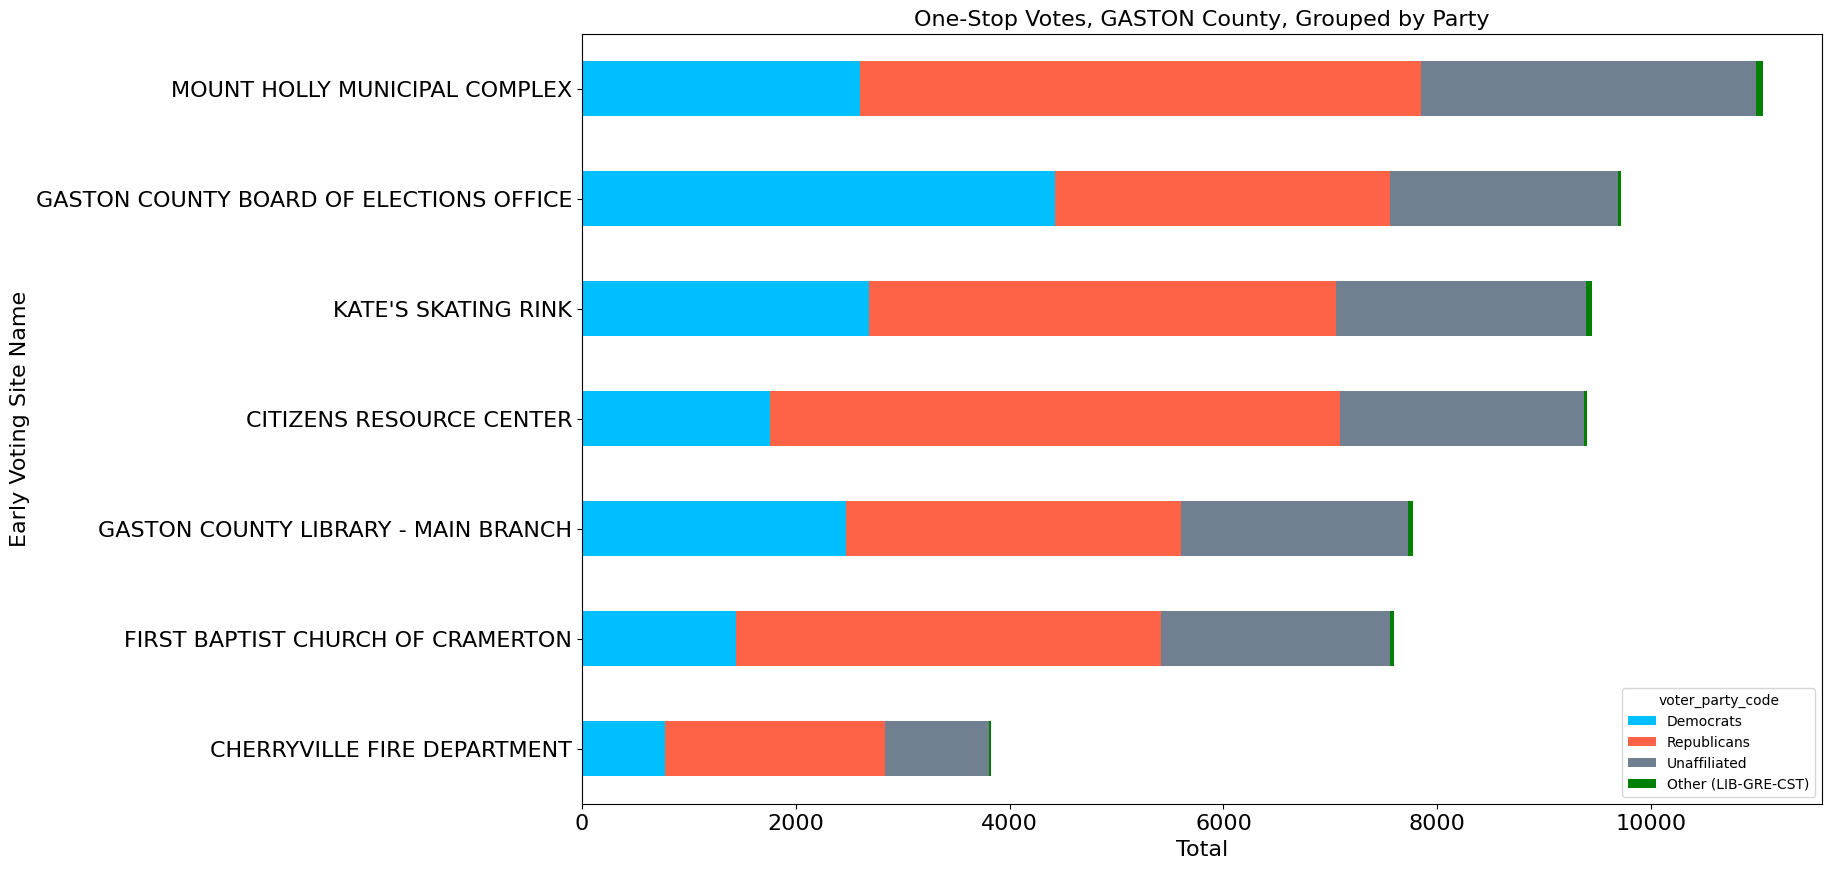 One-Stop Votes, GASTON County, Grouped by Party
Early Voting Site Name
MOUNT HOLLY MUNICIPAL COMPLEX
GASTON COUNTY BOARD OF ELECTIONS OFFICE
KATE'S SKATING RINK
CITIZENS RESOURCE CENTER
GASTON COUNTY LIBRARY - MAIN BRANCH
FIRST BAPTIST CHURCH OF CRAMERTON
CHERRYVILLE FIRE DEPARTMENT
voter_party_code
Democrats
Republicans
Unaffiliated
Other (LIB-GRE-CST)
0 2000 4000 6000 8000 10000
Total